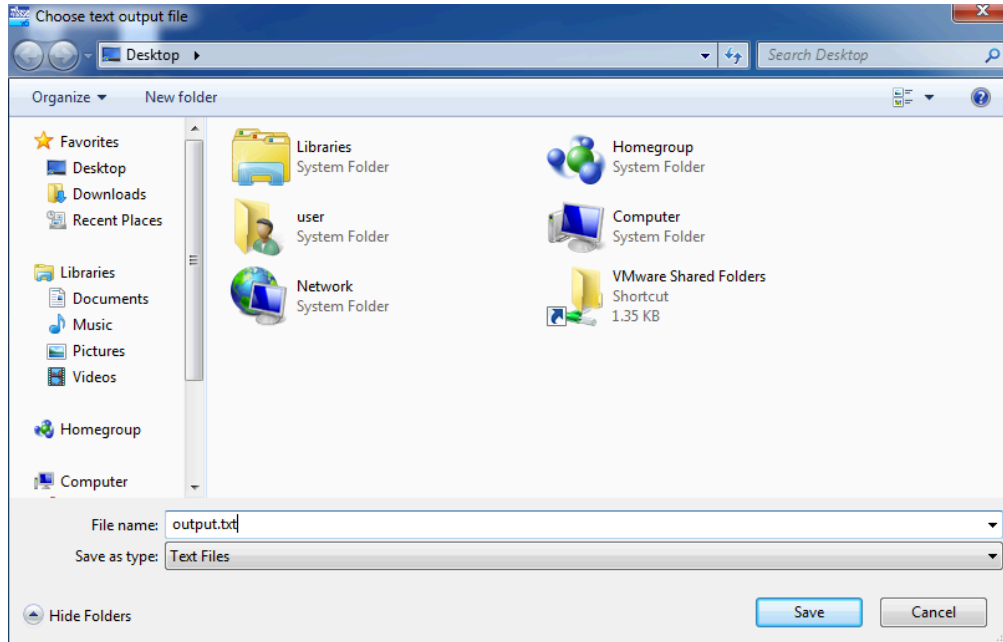 Choose text output file
Desktop
Search Desktop
Organize
New folder
Favorites
Desktop
Downloads
Recent Places
Libraries
Documents
Music
Pictures
Videos
Homegroup
Computer
Libraries
System Folder
Homegroup
System Folder
user
System Folder
Computer
System Folder
Network
System Folder
VMware Shared Folders
Shortcut
1.35 KB
File name: output.txt
Save as type: Text Files
Hide Folders
Save
Cancel